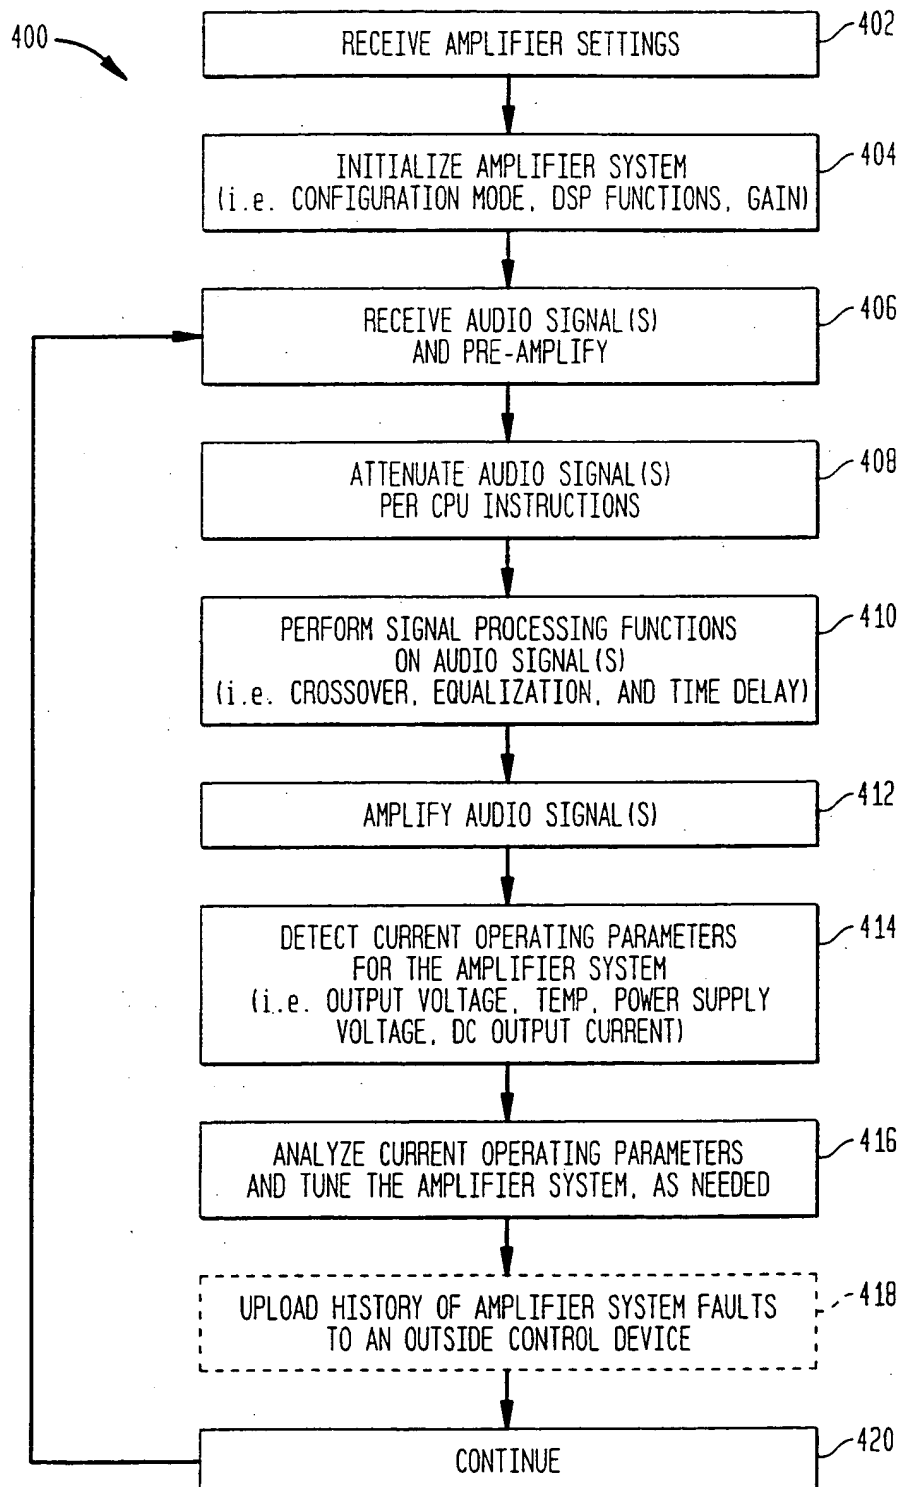 400
RECEIVE AMPLIFIER SETTINGS
402
INITIALIZE AMPLIFIER SYSTEM
(i.e. CONFIGURATION MODE, DSP FUNCTIONS, GAIN)
404
RECEIVE AUDIO SIGNAL(S)
AND PRE-AMPLIFY
406
ATTENUATE AUDIO SIGNAL(S)
PER CPU INSTRUCTIONS
408
PERFORM SIGNAL PROCESSING FUNCTIONS
ON AUDIO SIGNAL(S)
(i.e. CROSSOVER, EQUALIZATION, AND TIME DELAY)
410
AMPLIFY AUDIO SIGNAL(S)
412
DETECT CURRENT OPERATING PARAMETERS
FOR THE AMPLIFIER SYSTEM
(i.e. OUTPUT VOLTAGE, TEMP, POWER SUPPLY
VOLTAGE, DC OUTPUT CURRENT)
414
ANALYZE CURRENT OPERATING PARAMETERS
AND TUNE THE AMPLIFIER SYSTEM, AS NEEDED
416
UPLOAD HISTORY OF AMPLIFIER SYSTEM FAULTS
TO AN OUTSIDE CONTROL DEVICE
418
CONTINUE
420